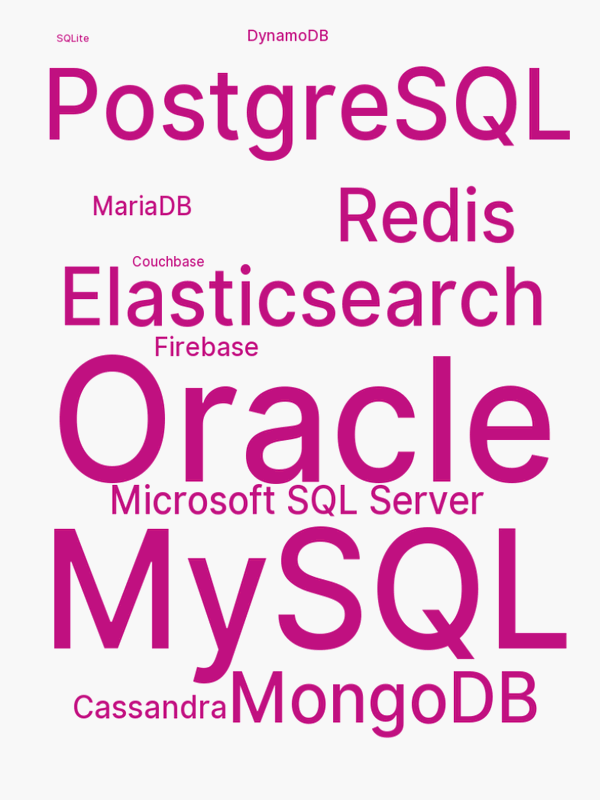 SQLite
DynamoDB
PostgreSQL
MariaDB
Redis
Couchbase
Elasticsearch
Firebase
Oracle
Microsoft SQL Server
MySQL
Cassandra
MongoDB